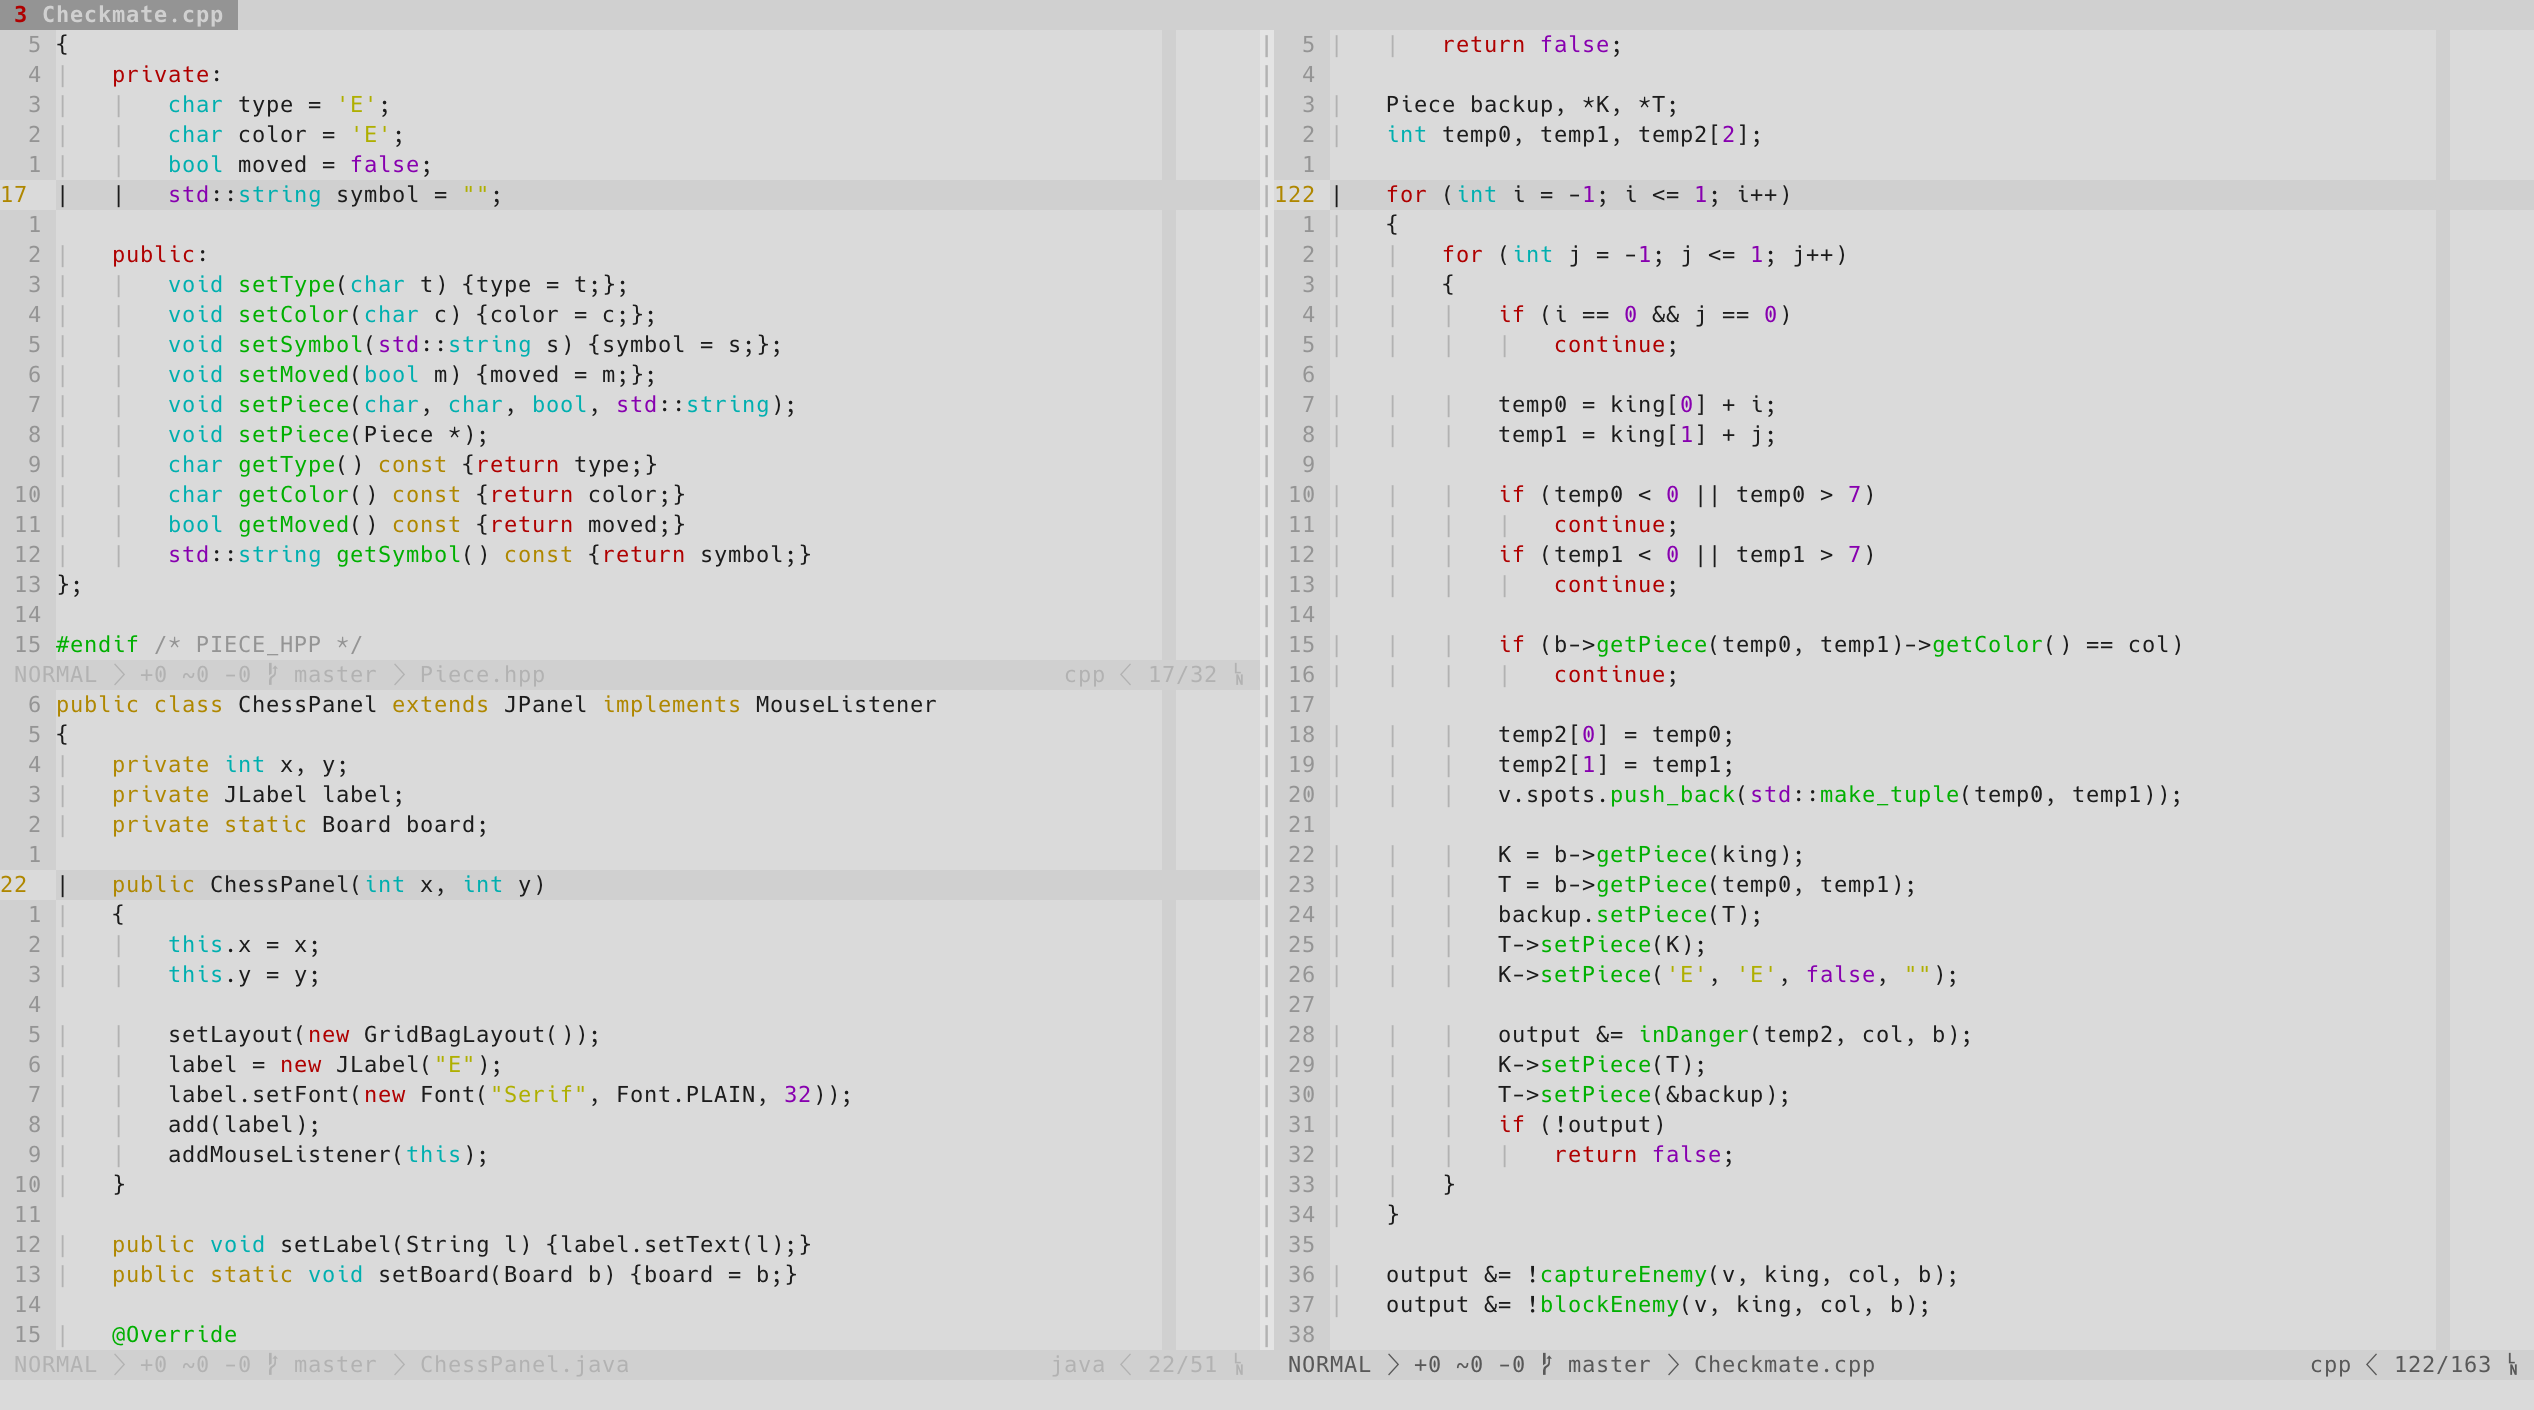 3 Checkmate.cpp
5 {
4 | private:
3 | | char type = 'E';
2 | | char color = 'E';
1 | | bool moved = false;
17 | | std::string symbol = "";
1
2 | public:
3 | | void setType(char t) {type = t;};
4 | | void setColor(char c) {color = c;};
5 | | void setSymbol(std::string s) {symbol = s;};
6 | | void setMoved(bool m) {moved = m;};
7 | | void setPiece(char, char, bool, std::string);
8 | | void setPiece(Piece *);
9 | | char getType() const {return type;}
10 | | char getColor() const {return color;}
11 | | bool getMoved() const {return moved;}
12 | | std::string getSymbol() const {return symbol;}
13 };
14
15 #endif /* PIECE_HPP */
NORMAL > +0 ~0 -0 master > Piece.hpp cpp < 17/32 LN
6 public class ChessPanel extends JPanel implements MouseListener
5 {
4 | private int x, y;
3 | private JLabel label;
2 | private static Board board;
1
22 | public ChessPanel(int x, int y)
1 | {
2 | | this.x = x;
3 | | this.y = y;
4
5 | | setLayout(new GridBagLayout());
6 | | label = new JLabel("E");
7 | | label.setFont(new Font("Serif", Font.PLAIN, 32));
8 | | add(label);
9 | | addMouseListener(this);
10 | }
11
12 | public void setLabel(String l) {label.setText(l);}
13 | public static void setBoard(Board b) {board = b;}
14
15 | @Override
NORMAL > +0 ~0 -0 master > ChessPanel.java java < 22/51 LN
5 | | return false;
4
3 | Piece backup, *K, *T;
2 | int temp0, temp1, temp2[2];
1
122 | for (int i = -1; i <= 1; i++)
1 | {
2 | | for (int j = -1; j <= 1; j++)
3 | | {
4 | | | if (i == 0 && j == 0)
5 | | | | continue;
6
7 | | | temp0 = king[0] + i;
8 | | | temp1 = king[1] + j;
9
10 | | | if (temp0 < 0 || temp0 > 7)
11 | | | | continue;
12 | | | if (temp1 < 0 || temp1 > 7)
13 | | | | continue;
14
15 | | | if (b->getPiece(temp0, temp1)->getColor() == col)
16 | | | | continue;
17
18 | | | temp2[0] = temp0;
19 | | | temp2[1] = temp1;
20 | | | v.spots.push_back(std::make_tuple(temp0, temp1));
21
22 | | | K = b->getPiece(king);
23 | | | T = b->getPiece(temp0, temp1);
24 | | | backup.setPiece(T);
25 | | | T->setPiece(K);
26 | | | K->setPiece('E', 'E', false, "");
27
28 | | | output &= inDanger(temp2, col, b);
29 | | | K->setPiece(T);
30 | | | T->setPiece(&backup);
31 | | | if (!output)
32 | | | | return false;
33 | | }
34 | }
35
36 | output &= !captureEnemy(v, king, col, b);
37 | output &= !blockEnemy(v, king, col, b);
38
NORMAL > +0 ~0 -0 master > Checkmate.cpp cpp < 122/163 LN